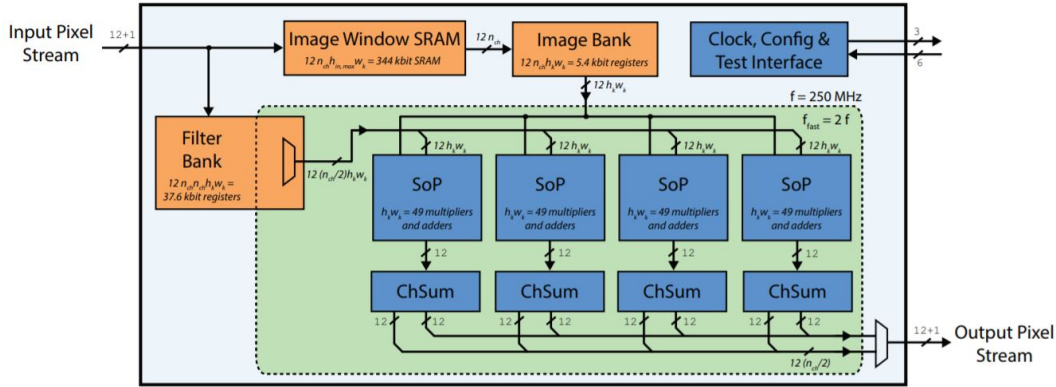 Input Pixel
Stream
12+1
Image Window SRAM
12 n_ch h_in,max w_k = 344 kbit SRAM
12 n_ch
Image Bank
12 n_ch h_k w_k = 5.4 kbit registers
Clock, Config &
Test Interface
3
6
12 h_k w_k
f = 250 MHz
f_fast = 2 f
Filter
Bank
12 n_ch n_ch h_k w_k =
37.6 kbit registers
12 (n_ch/2)h_k w_k
12 h_k w_k
12 h_k w_k
12 h_k w_k
12 h_k w_k
SoP
SoP
SoP
SoP
h_k w_k = 49 multipliers
and adders
h_k w_k = 49 multipliers
and adders
h_k w_k = 49 multipliers
and adders
h_k w_k = 49 multipliers
and adders
12
12
12
12
ChSum
ChSum
ChSum
ChSum
12
12
12
12
12
12
12
12
12 (n_ch/2)
12+1
Output Pixel
Stream